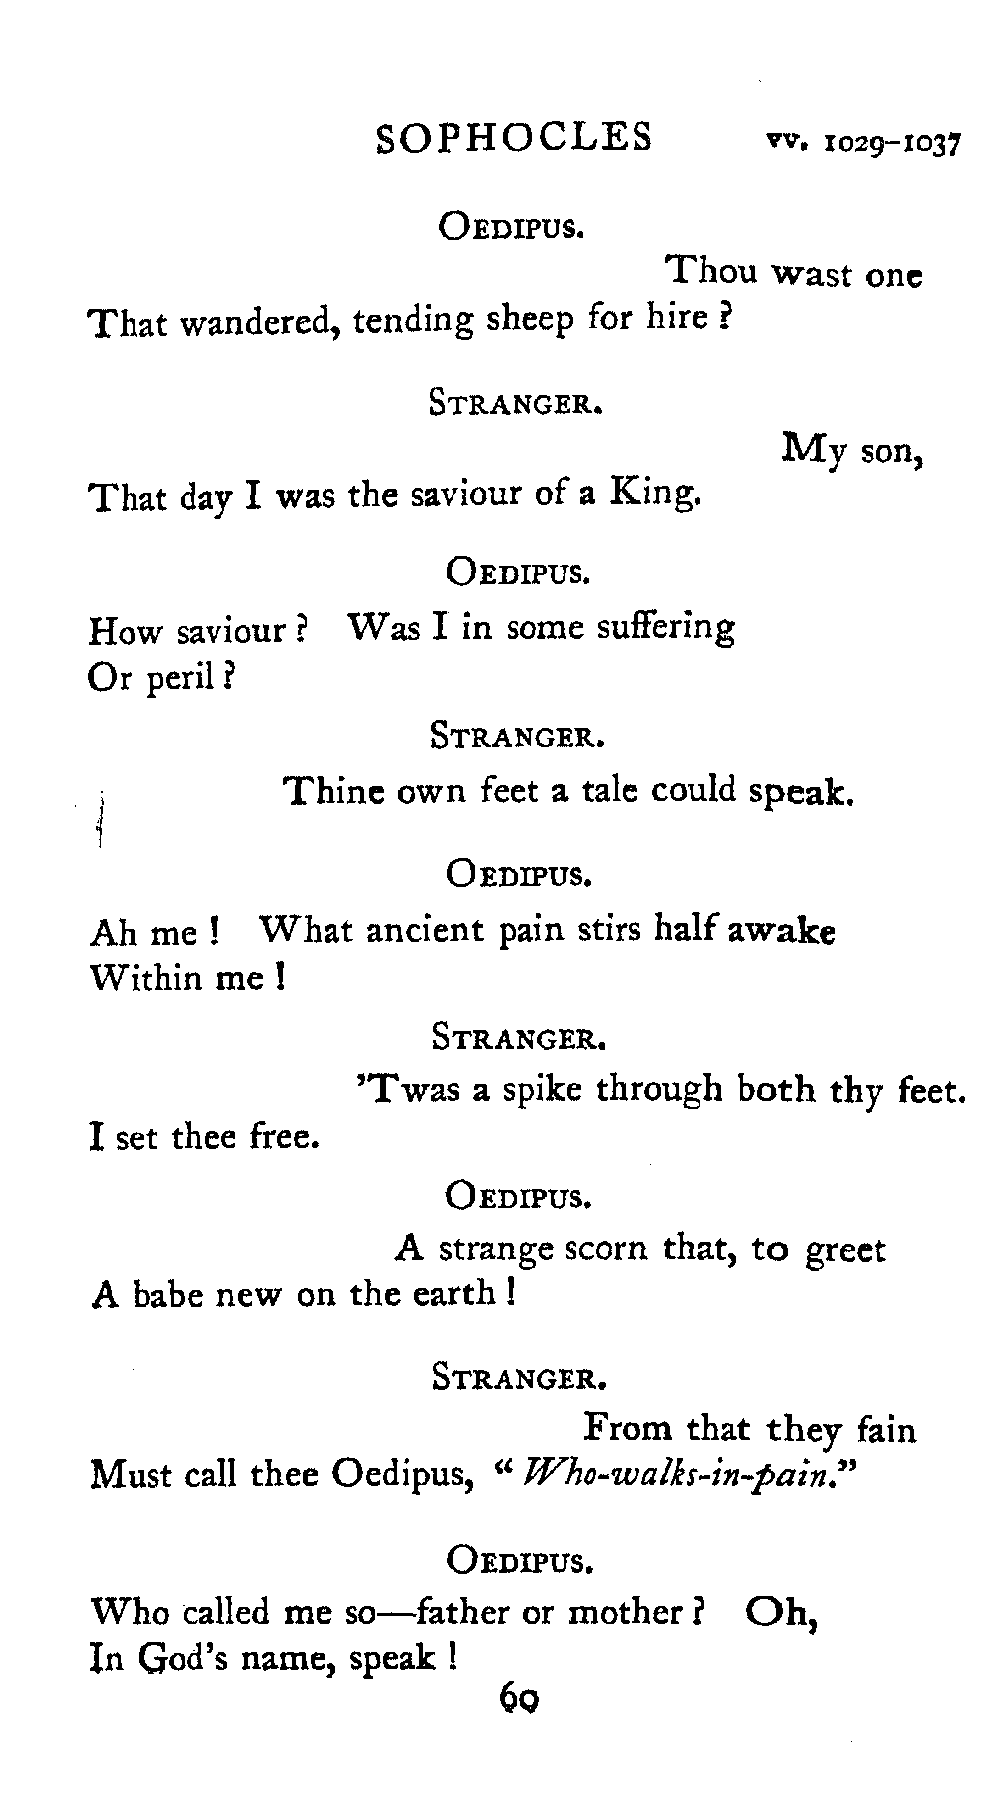 SOPHOCLES vv. 1029–1037
OEDIPUS.
Thou wast one
That wandered, tending sheep for hire ?
STRANGER.
My son,
That day I was the saviour of a King.
OEDIPUS.
How saviour ? Was I in some suffering
Or peril ?
STRANGER.
Thine own feet a tale could speak.
OEDIPUS.
Ah me ! What ancient pain stirs half awake
Within me !
STRANGER.
’Twas a spike through both thy feet.
I set thee free.
OEDIPUS.
A strange scorn that, to greet
A babe new on the earth !
STRANGER.
From that they fain
Must call thee Oedipus, “ Who-walks-in-pain.”
OEDIPUS.
Who called me so—father or mother ? Oh,
In God’s name, speak !
60